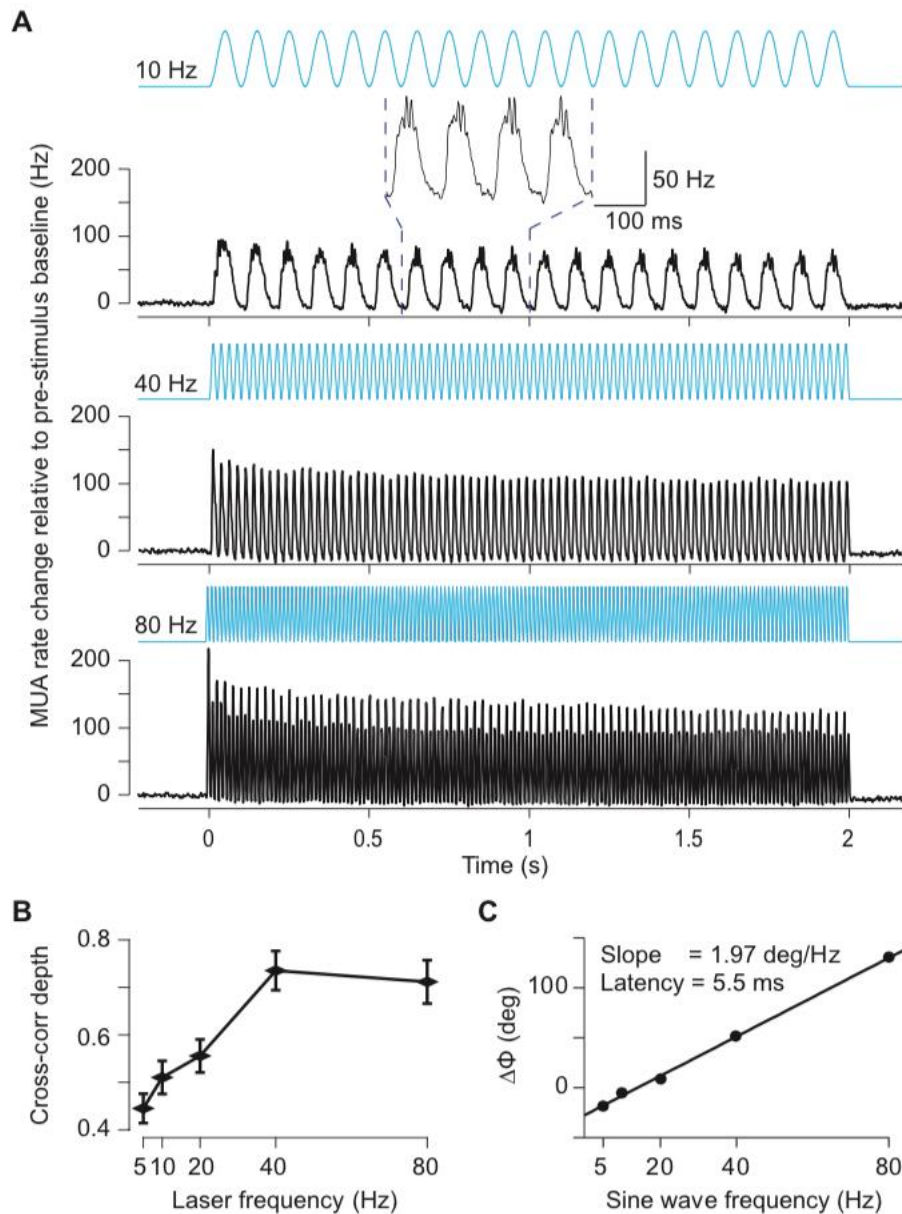 A
10 Hz
MUA rate change relative to pre-stimulus baseline (Hz)
200
100
0
50 Hz
100 ms
40 Hz
200
100
0
80 Hz
200
100
0
0
0.5
1
1.5
2
Time (s)
B
Cross-corr depth
0.8
0.6
0.4
5 10 20 40 80
Laser frequency (Hz)
C
Slope = 1.97 deg/Hz
Latency = 5.5 ms
ΔΦ (deg)
100
0
5 20 40 80
Sine wave frequency (Hz)